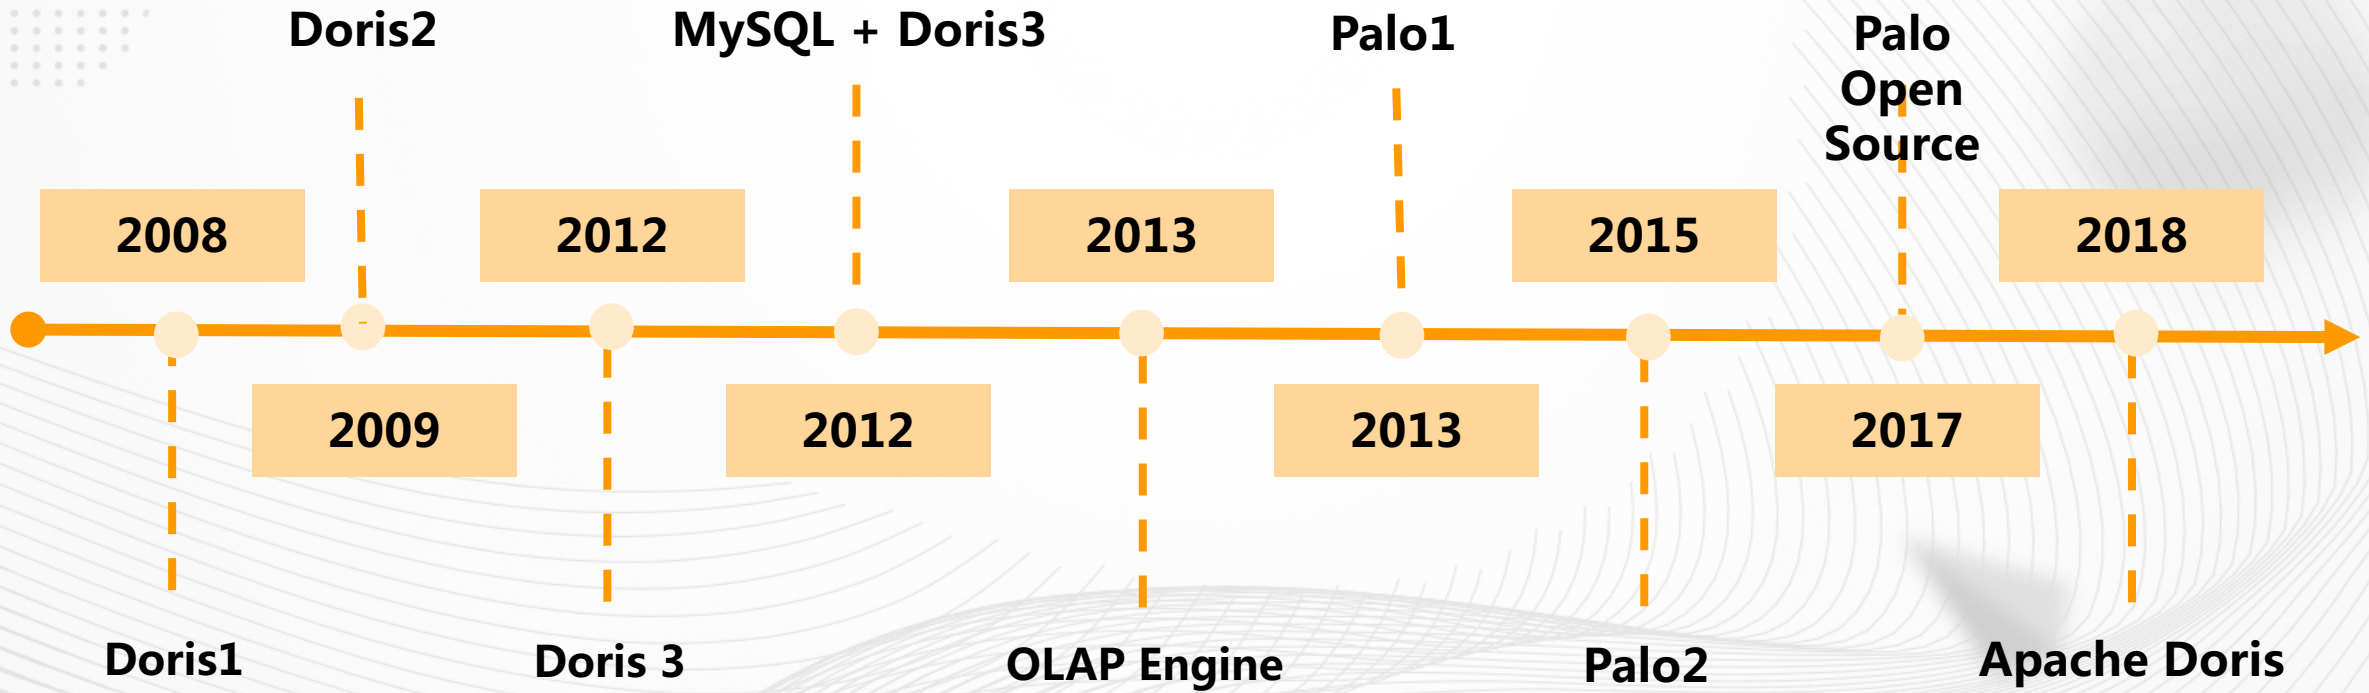 Doris2
MySQL + Doris3
Palo1
Palo
Open
Source
2008
2012
2013
2015
2018
2009
2012
2013
2017
Doris1
Doris 3
OLAP Engine
Palo2
Apache Doris